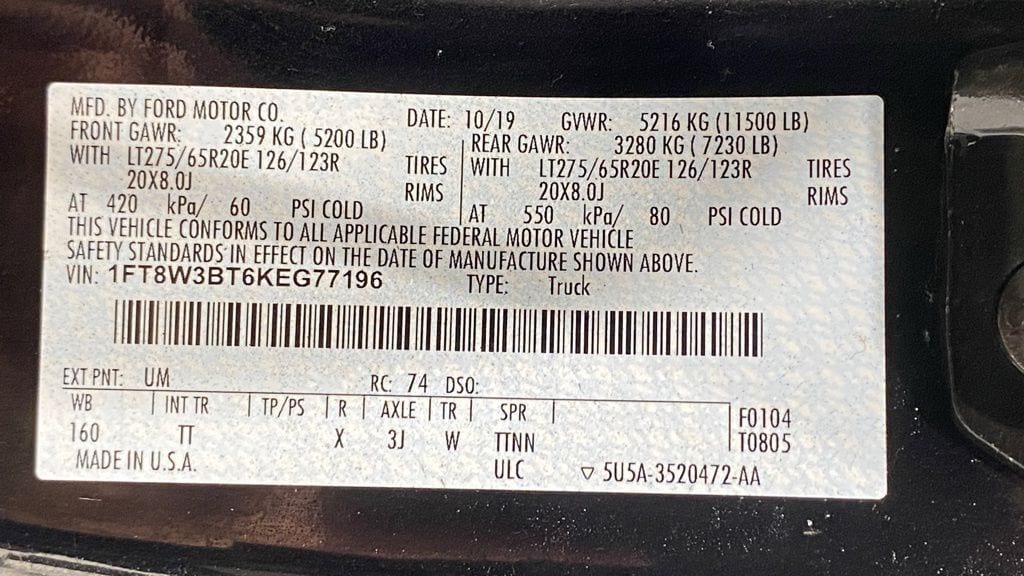 MFD. BY FORD MOTOR CO. DATE: 10/19 GVWR: 5216 KG (11500 LB)
FRONT GAWR: 2359 KG ( 5200 LB) REAR GAWR: 3280 KG ( 7230 LB)
WITH LT275/65R20E 126/123R TIRES WITH LT275/65R20E 126/123R TIRES
20X8.0J RIMS 20X8.0J RIMS
AT 420 kPa/ 60 PSI COLD AT 550 kPa/ 80 PSI COLD
THIS VEHICLE CONFORMS TO ALL APPLICABLE FEDERAL MOTOR VEHICLE
SAFETY STANDARDS IN EFFECT ON THE DATE OF MANUFACTURE SHOWN ABOVE.
VIN: 1FT8W3BT6KEG77196 TYPE: Truck
EXT PNT: UM RC: 74 DSO:
WB INT TR TP/PS R AXLE TR SPR F0104
160 TT X 3J W TTNN T0805
MADE IN U.S.A. ULC ▽ 5U5A-3520472-AA